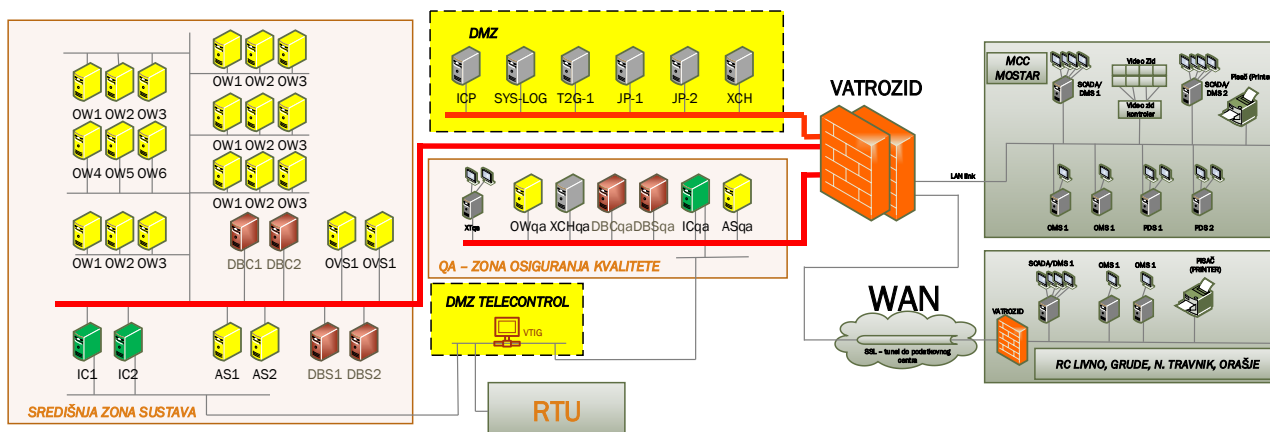 OW1 OW2 OW3
OW1 OW2 OW3
OW1 OW2 OW3
OW4 OW5 OW6
OW1 OW2 OW3
OW1 OW2 OW3
DBC1 DBC2
OVS1 OVS1
IC1 IC2
AS1 AS2
DBS1 DBS2
SREDIŠNJA ZONA SUSTAVA
DMZ
ICP SYS-LOG T2G-1 JP-1 JP-2 XCH
XTqa OWqa XCHqa DBCqa DBSqa ICqa ASqa
QA – ZONA OSIGURANJA KVALITETE
DMZ TELECONTROL
VTIG
RTU
VATROZID
LAN link
WAN
SSL – tunel do podatkovnog
centra
MCC
MOSTAR
SCADA/
DMS 1
Video Zid
Video zid
kontroler
SCADA/
DMS 2
Pisač (Printer
OMS 1
OMS 1
PDS 1
PDS 2
VATROZID
SCADA/DMS 1
OMS 1
OMS 1
PISAČ
(PRINTER)
RC LIVNO, GRUDE, N. TRAVNIK, ORAŠJE